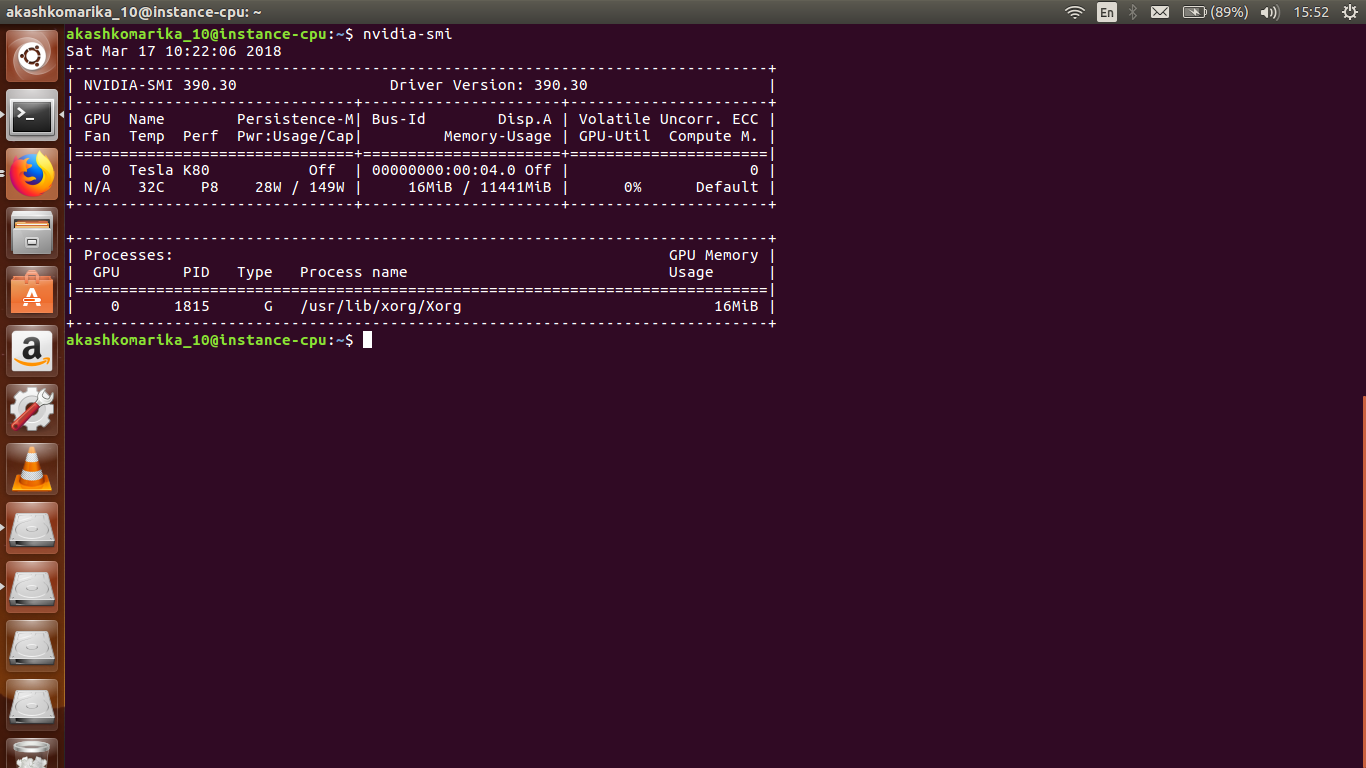 akashkomarika_10@instance-cpu: ~
En (89%) 15:52
akashkomarika_10@instance-cpu:~$ nvidia-smi
Sat Mar 17 10:22:06 2018
+-----------------------------------------------------------------------------+
| NVIDIA-SMI 390.30                 Driver Version: 390.30                    |
|-------------------------------+----------------------+----------------------+
| GPU  Name        Persistence-M| Bus-Id        Disp.A | Volatile Uncorr. ECC |
| Fan  Temp  Perf  Pwr:Usage/Cap|         Memory-Usage | GPU-Util  Compute M. |
|===============================+======================+======================|
|   0  Tesla K80           Off  | 00000000:00:04.0 Off |                    0 |
| N/A   32C    P8    28W / 149W |     16MiB / 11441MiB |      0%      Default |
+-------------------------------+----------------------+----------------------+
+-----------------------------------------------------------------------------+
| Processes:                                                       GPU Memory |
|  GPU       PID   Type   Process name                             Usage      |
|=============================================================================|
|    0      1815      G   /usr/lib/xorg/Xorg                            16MiB |
+-----------------------------------------------------------------------------+
akashkomarika_10@instance-cpu:~$